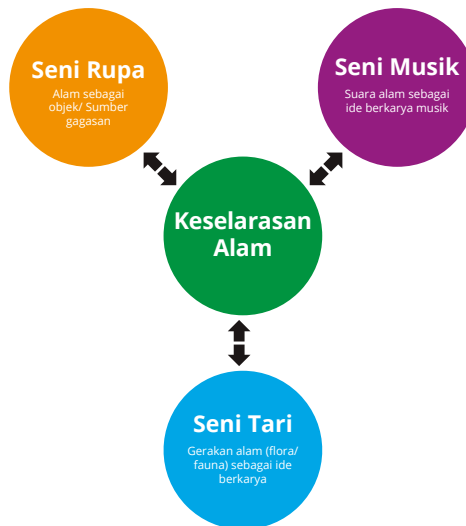 Seni Rupa
Alam sebagai
objek/ Sumber
gagasan
Seni Musik
Suara alam sebagai
ide berkarya musik
Keselarasan
Alam
Seni Tari
Gerakan alam (flora/
fauna) sebagai ide
berkarya